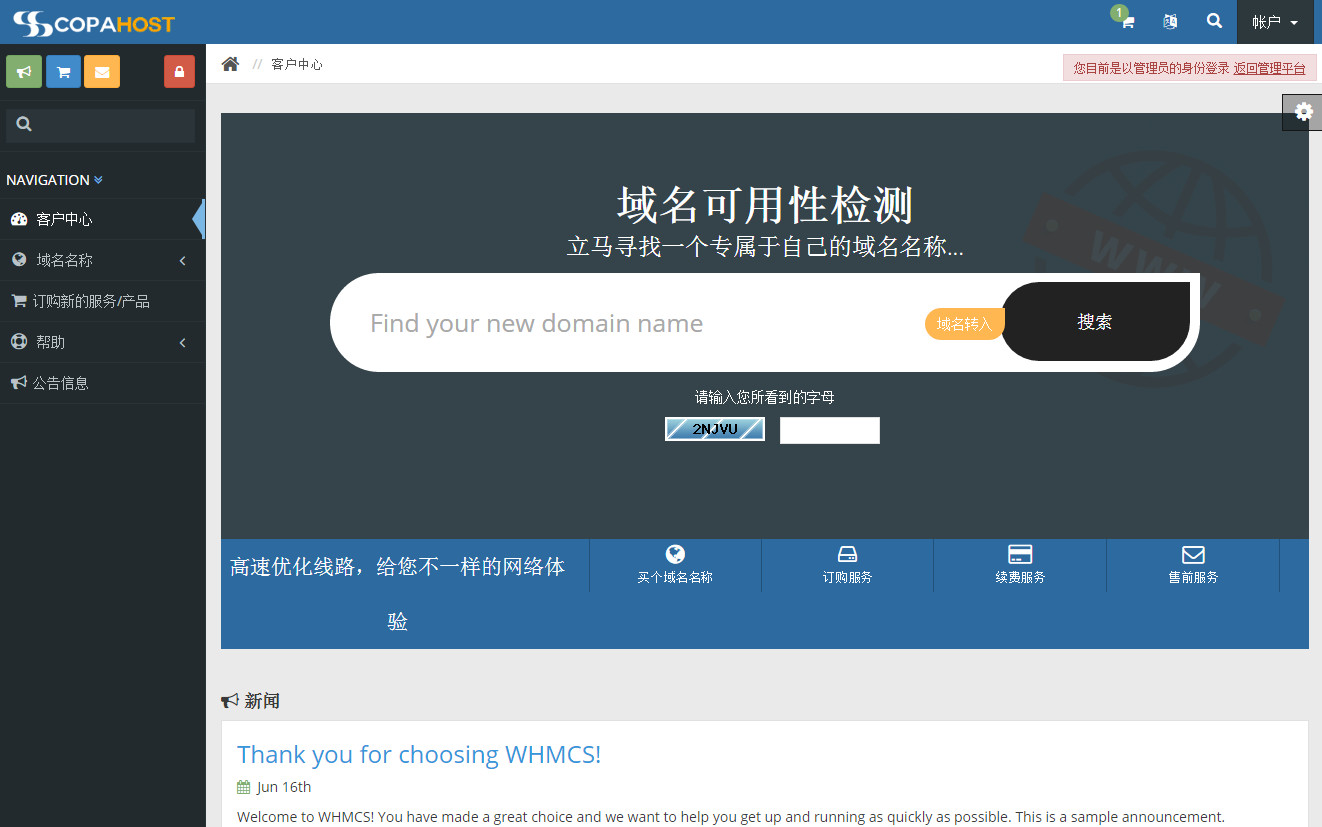 COPAHOST
1
帐户
// 客户中心
您目前是以管理员的身份登录 返回管理平台
NAVIGATION
客户中心
域名名称
订购新的服务/产品
帮助
公告信息
域名可用性检测
立马寻找一个专属于自己的域名名称...
WWW
Find your new domain name
域名转入
搜索
请输入您所看到的字母
2NJVU
高速优化线路，给您不一样的网络体
验
买个域名名称
订购服务
续费服务
售前服务
新闻
Thank you for choosing WHMCS!
Jun 16th
Welcome to WHMCS! You have made a great choice and we want to help you get up and running as quickly as possible. This is a sample announcement.